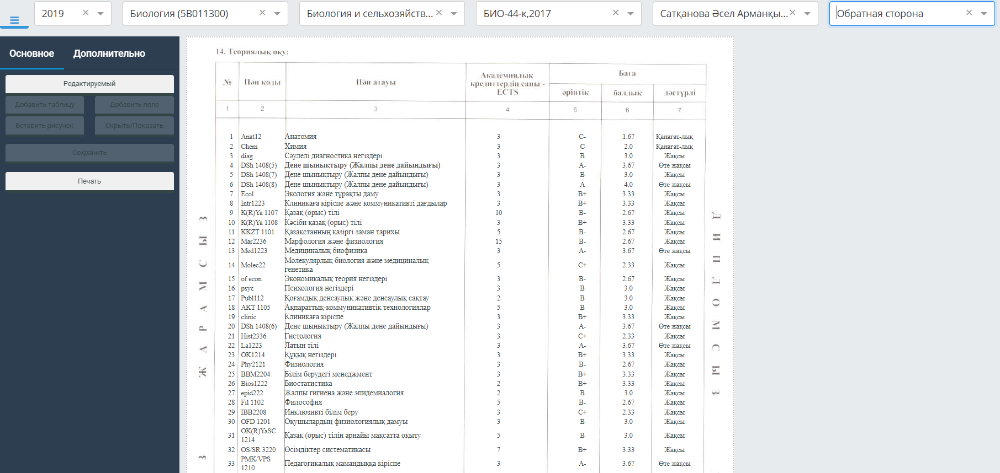 2019 × Биология (5В011300) × Биология и сельхозяйств... × БИО-44-к,2017 × Сатқанова Әсел Арманқы... × Обратная сторона ×
Основное Дополнительно
Редактируемый
Добавить таблицу Добавить поле
Вставить рисунок Скрыть/Показать
Сохранить
Печать
14. Теориялық оқу:
№ Пән коды Пән атауы Академиялық кредиттердің саны - ECTS Баға
әріптік балдық дәстүрлі
1 2 3 4 5 6 7
1 Anat12 Анатомия 3 C- 1.67 Қанағат-лық
2 Chem Химия 3 C 2.0 Қанағат-лық
3 diag Сәулелі диагностика негіздері 3 B 3.0 Жақсы
4 DSh 1408(5) Дене шынықтыру (Жалпы дене дайындығы) 3 A- 3.67 Өте жақсы
5 DSh 1408(7) Дене шынықтыру (Жалпы дене дайындығы) 3 B 3.0 Жақсы
6 DSh 1408(8) Дене шынықтыру (Жалпы дене дайындығы) 3 A 4.0 Өте жақсы
7 Ecol Экология және тұрақты даму 3 B+ 3.33 Жақсы
8 Intr1223 Клиникаға кіріспе және коммуникативті дағдылар 3 B+ 3.33 Жақсы
9 K(R)Ya 1107 Қазақ (орыс) тілі 10 B- 2.67 Жақсы
10 K(R)Ya 1108 Кәсіби қазақ (орыс) тілі 3 B+ 3.33 Жақсы
11 KKZT 1101 Қазақстанның қазіргі заман тарихы 5 B- 2.67 Жақсы
12 Mar2236 Марфология және физиология 15 B- 2.67 Жақсы
13 Med1223 Медициналық биофизика 3 A- 3.67 Өте жақсы
14 Molec22 Молекулярлық биология және медициналық
генетика 5 C+ 2.33 Жақсы
15 of econ Экономикалық теория негіздері 3 B- 2.67 Жақсы
16 psyc Психология негіздері 3 B 3.0 Жақсы
17 Publ112 Қоғамдық денсаулық және денсаулық сақтау 2 B 3.0 Жақсы
18 AKT 1105 Ақпараттық-коммуникативтік технологиялар 5 B 3.0 Жақсы
19 clinic Клиникаға кіріспе 3 B+ 3.33 Жақсы
20 DSh 1408(6) Дене шынықтыру (Жалпы дене дайындығы) 3 A- 3.67 Өте жақсы
21 Hist2336 Гистология 3 C+ 2.33 Жақсы
22 La1223 Латын тілі 3 A- 3.67 Өте жақсы
23 OK1214 Құқық негіздері 3 B+ 3.33 Жақсы
24 Phy2121 Физиология 3 B- 2.67 Жақсы
25 BBM2204 Білім берудегі менеджмент 3 B+ 3.33 Жақсы
26 Bios1222 Биостатистика 2 B+ 3.33 Жақсы
27 epid222 Жалпы гигиена және эпидемиалогия 2 B 3.0 Жақсы
28 Fil 1102 Философия 5 B- 2.67 Жақсы
29 IBB2208 Инклюзивті білім беру 3 C+ 2.33 Жақсы
30 OFD 1201 Оқушылардың физиологиялық дамуы 3 B 3.0 Жақсы
31 OK(R)YaSC
1214 Қазақ (орыс) тілін арнайы мақсатта оқыту 5 B 3.0 Жақсы
32 OS/SR 3220 Өсімдіктер систематикасы 7 B+ 3.33 Жақсы
33 PMK/VPS
1210 Педагогикалық мамандыққа кіріспе 3 A- 3.67 Өте жақсы
ЖАРАМСЫЗ
З
ДИПЛОМСЫЗ